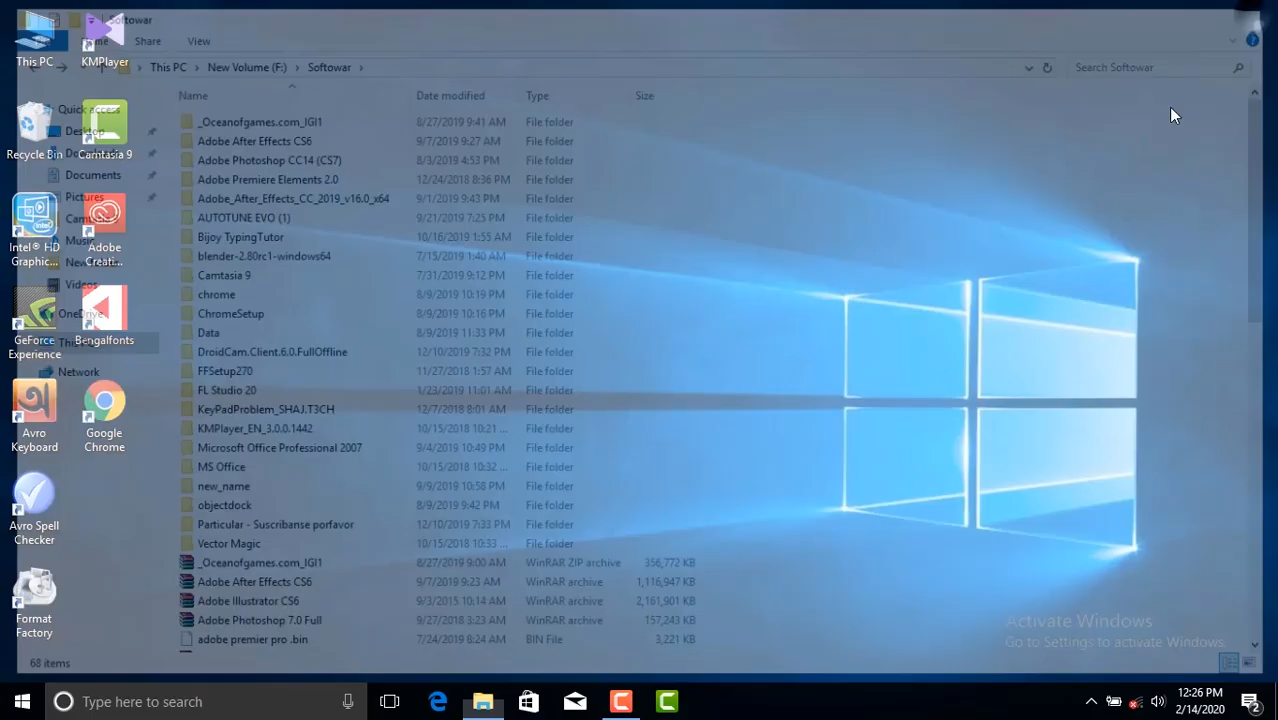 Softowar
Home Share View
This PC > New Volume (F:) > Softowar >
Search Softowar
Name Date modified Type Size
_Oceanofgames.com_IGI1 8/27/2019 9:41 AM File folder
Adobe After Effects CS6 9/7/2019 9:27 AM File folder
Adobe Photoshop CC14 (CS7) 8/3/2019 4:53 PM File folder
Adobe Premiere Elements 2.0 12/24/2018 8:36 PM File folder
Adobe_After_Effects_CC_2019_v16.0_x64 9/1/2019 9:43 PM File folder
AUTOTUNE EVO (1) 9/21/2019 7:25 PM File folder
Bijoy TypingTutor 10/16/2019 1:55 AM File folder
blender-2.80rc1-windows64 7/15/2019 1:40 AM File folder
Camtasia 9 7/31/2019 9:12 PM File folder
chrome 8/9/2019 10:19 PM File folder
ChromeSetup 8/9/2019 10:16 PM File folder
Data 8/9/2019 11:33 PM File folder
DroidCam.Client.6.0.FullOffline 12/10/2019 7:32 PM File folder
FFSetup270 11/27/2018 1:57 AM File folder
FL Studio 20 1/23/2019 11:01 AM File folder
KeyPadProblem_SHAJ.T3CH 12/7/2018 8:01 AM File folder
KMPlayer_EN_3.0.0.1442 10/15/2018 10:21 ... File folder
Microsoft Office Professional 2007 9/4/2019 10:49 PM File folder
MS Office 10/15/2018 10:32 ... File folder
new_name 9/9/2019 10:58 PM File folder
objectdock 8/9/2019 9:42 PM File folder
Particular - Suscribanse porfavor 12/10/2019 7:33 PM File folder
Vector Magic 10/15/2018 10:33 ... File folder
_Oceanofgames.com_IGI1 8/27/2019 9:00 AM WinRAR ZIP archive 356,772 KB
Adobe After Effects CS6 9/7/2019 9:23 AM WinRAR archive 1,116,947 KB
Adobe Illustrator CS6 9/3/2015 10:14 AM WinRAR archive 2,161,901 KB
Adobe Photoshop 7.0 Full 9/27/2018 3:23 AM WinRAR archive 157,243 KB
adobe premier pro .bin 7/24/2019 8:24 AM BIN File 3,221 KB
68 items
Quick access
Desktop
Documents
Pictures
Music
Videos
OneDrive
Network
This PC
KMPlayer
Recycle Bin
Camtasia 9
Intel® HD Graphic...
Adobe Creati...
GeForce Experience
Bengalfonts
Avro Keyboard
Google Chrome
Avro Spell Checker
Format Factory
Activate Windows
Go to Settings to activate Windows.
Type here to search
12:26 PM
2/14/2020
2